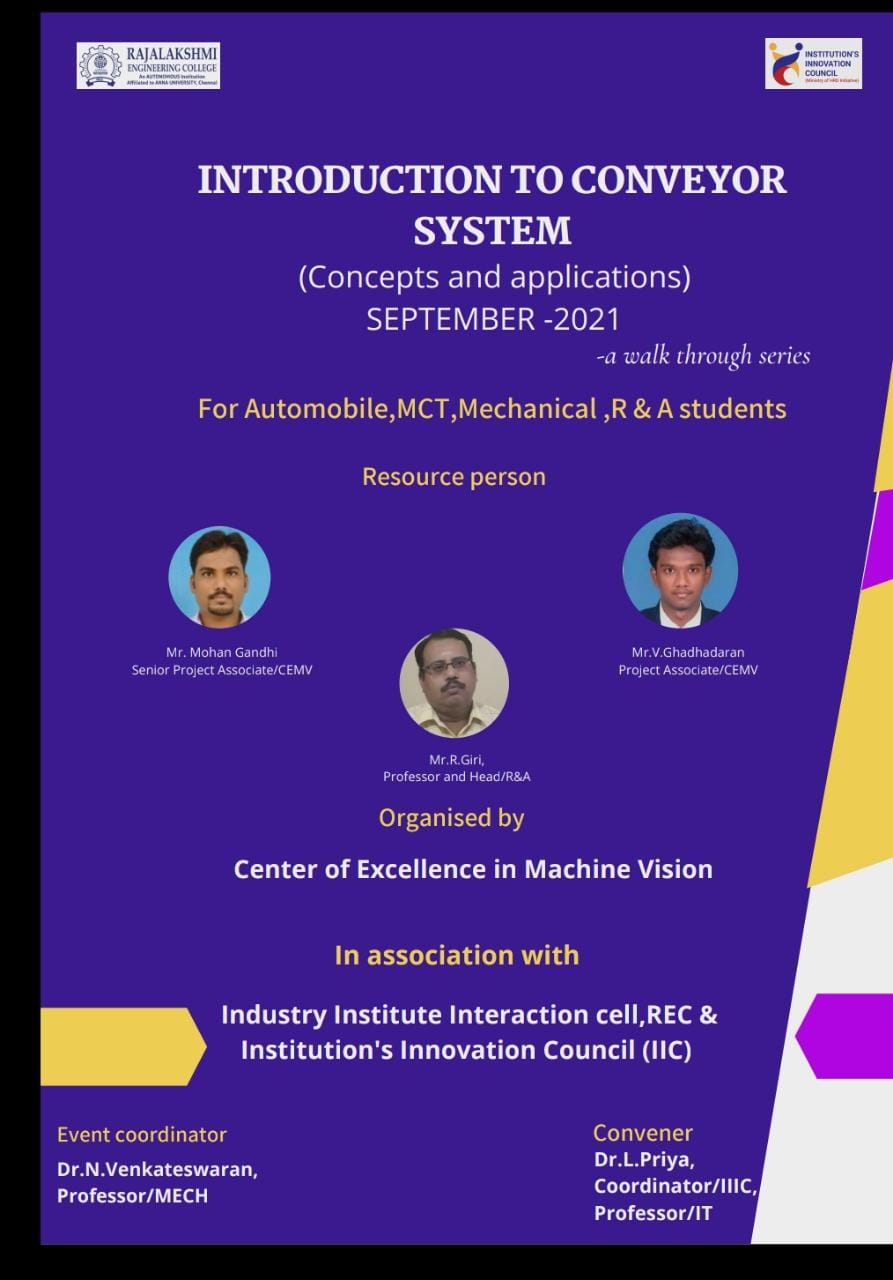 RAJALAKSHMI
ENGINEERING COLLEGE
An AUTONOMOUS Institution
Affiliated to ANNA UNIVERSITY, Chennai
INSTITUTION'S
INNOVATION
COUNCIL
(Ministry of HRD Initiative)
INTRODUCTION TO CONVEYOR
SYSTEM
(Concepts and applications)
SEPTEMBER -2021
-a walk through series
For Automobile,MCT,Mechanical ,R & A students
Resource person
Mr. Mohan Gandhi
Senior Project Associate/CEMV
Mr.V.Ghadhadaran
Project Associate/CEMV
Mr.R.Giri,
Professor and Head/R&A
Organised by
Center of Excellence in Machine Vision
In association with
Industry Institute Interaction cell,REC &
Institution's Innovation Council (IIC)
Event coordinator
Dr.N.Venkateswaran,
Professor/MECH
Convener
Dr.L.Priya,
Coordinator/IIIC,
Professor/IT